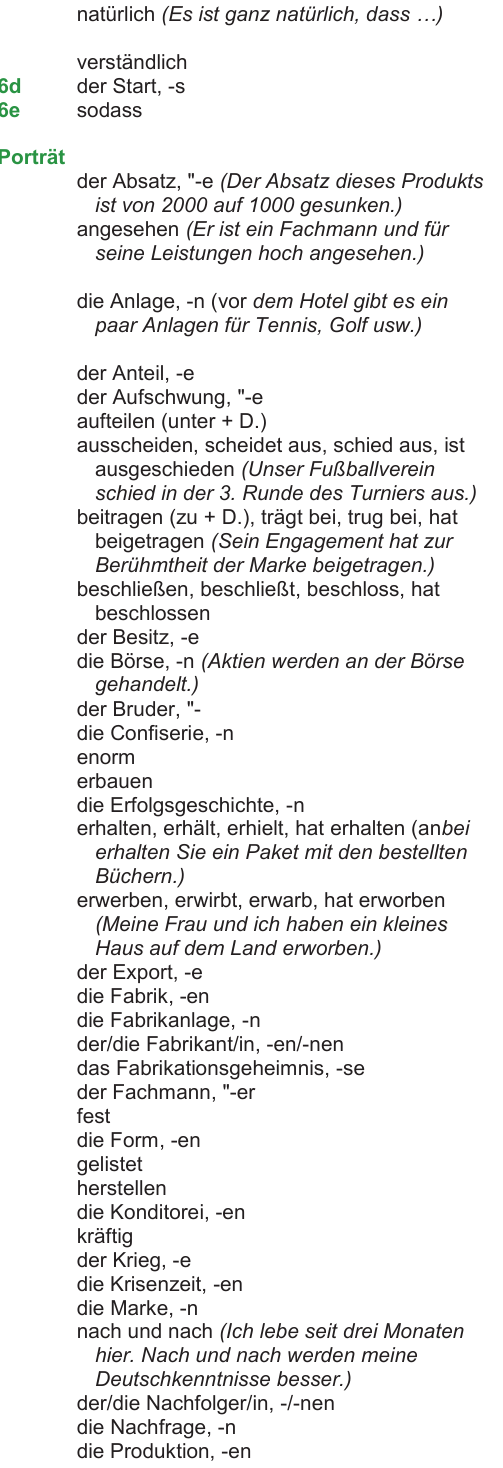 natürlich (Es ist ganz natürlich, dass …)
verständlich
6d der Start, -s
6e sodass
Porträt
der Absatz, "-e (Der Absatz dieses Produkts
ist von 2000 auf 1000 gesunken.)
angesehen (Er ist ein Fachmann und für
seine Leistungen hoch angesehen.)
die Anlage, -n (vor dem Hotel gibt es ein
paar Anlagen für Tennis, Golf usw.)
der Anteil, -e
der Aufschwung, "-e
aufteilen (unter + D.)
ausscheiden, scheidet aus, schied aus, ist
ausgeschieden (Unser Fußballverein
schied in der 3. Runde des Turniers aus.)
beitragen (zu + D.), trägt bei, trug bei, hat
beigetragen (Sein Engagement hat zur
Berühmtheit der Marke beigetragen.)
beschließen, beschließt, beschloss, hat
beschlossen
der Besitz, -e
die Börse, -n (Aktien werden an der Börse
gehandelt.)
der Bruder, "-
die Confiserie, -n
enorm
erbauen
die Erfolgsgeschichte, -n
erhalten, erhält, erhielt, hat erhalten (anbei
erhalten Sie ein Paket mit den bestellten
Büchern.)
erwerben, erwirbt, erwarb, hat erworben
(Meine Frau und ich haben ein kleines
Haus auf dem Land erworben.)
der Export, -e
die Fabrik, -en
die Fabrikanlage, -n
der/die Fabrikant/in, -en/-nen
das Fabrikationsgeheimnis, -se
der Fachmann, "-er
fest
die Form, -en
gelistet
herstellen
die Konditorei, -en
kräftig
der Krieg, -e
die Krisenzeit, -en
die Marke, -n
nach und nach (Ich lebe seit drei Monaten
hier. Nach und nach werden meine
Deutschkenntnisse besser.)
der/die Nachfolger/in, -/-nen
die Nachfrage, -n
die Produktion, -en